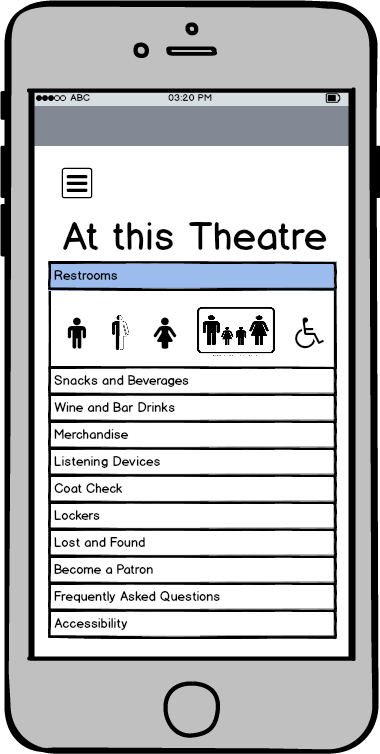 ABC 03:20 PM
At this Theatre
Restrooms
Snacks and Beverages
Wine and Bar Drinks
Merchandise
Listening Devices
Coat Check
Lockers
Lost and Found
Become a Patron
Frequently Asked Questions
Accessibility